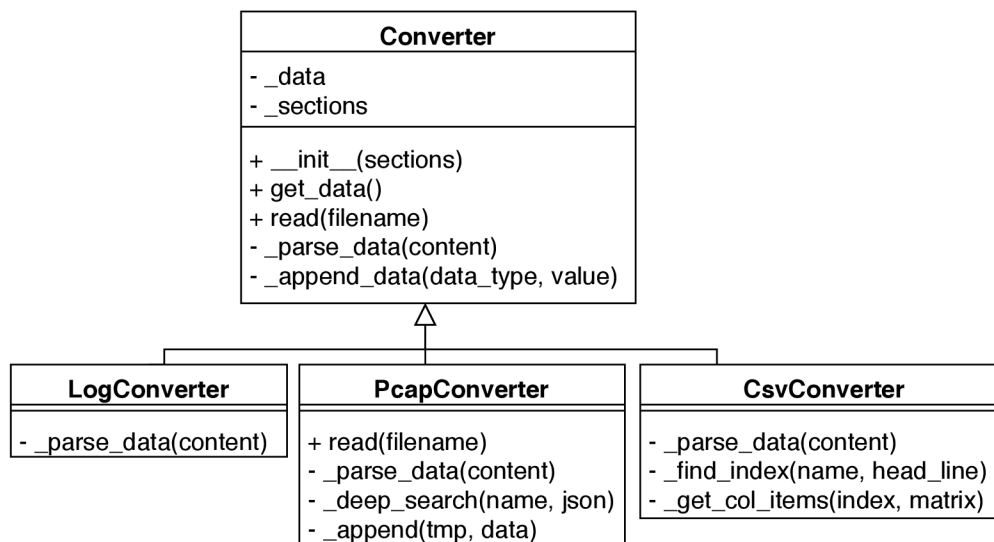 Converter
- _data
- _sections
+ __init__(sections)
+ get_data()
+ read(filename)
- _parse_data(content)
- _append_data(data_type, value)
LogConverter
- _parse_data(content)
PcapConverter
+ read(filename)
- _parse_data(content)
- _deep_search(name, json)
- _append(tmp, data)
CsvConverter
- _parse_data(content)
- _find_index(name, head_line)
- _get_col_items(index, matrix)